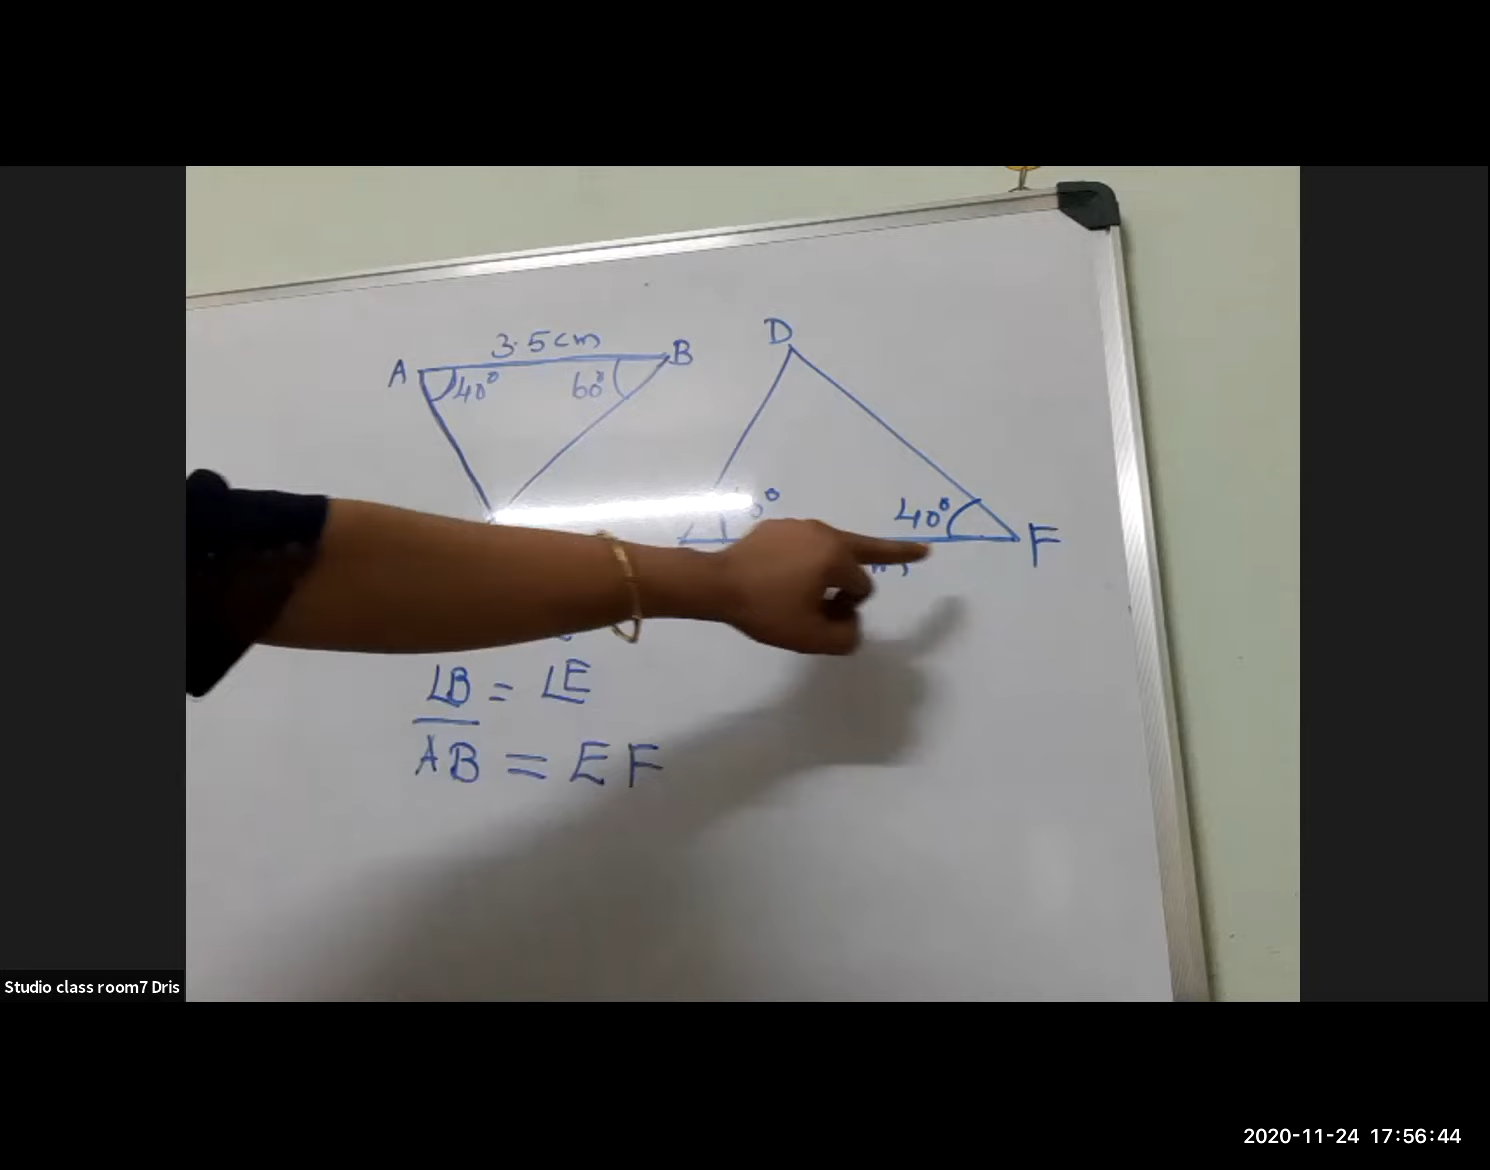 3.5cm
A
B
40°
60°
D
40°
F
∠B = ∠E
AB = EF
Studio class room7 Dris
2020-11-24 17:56:44